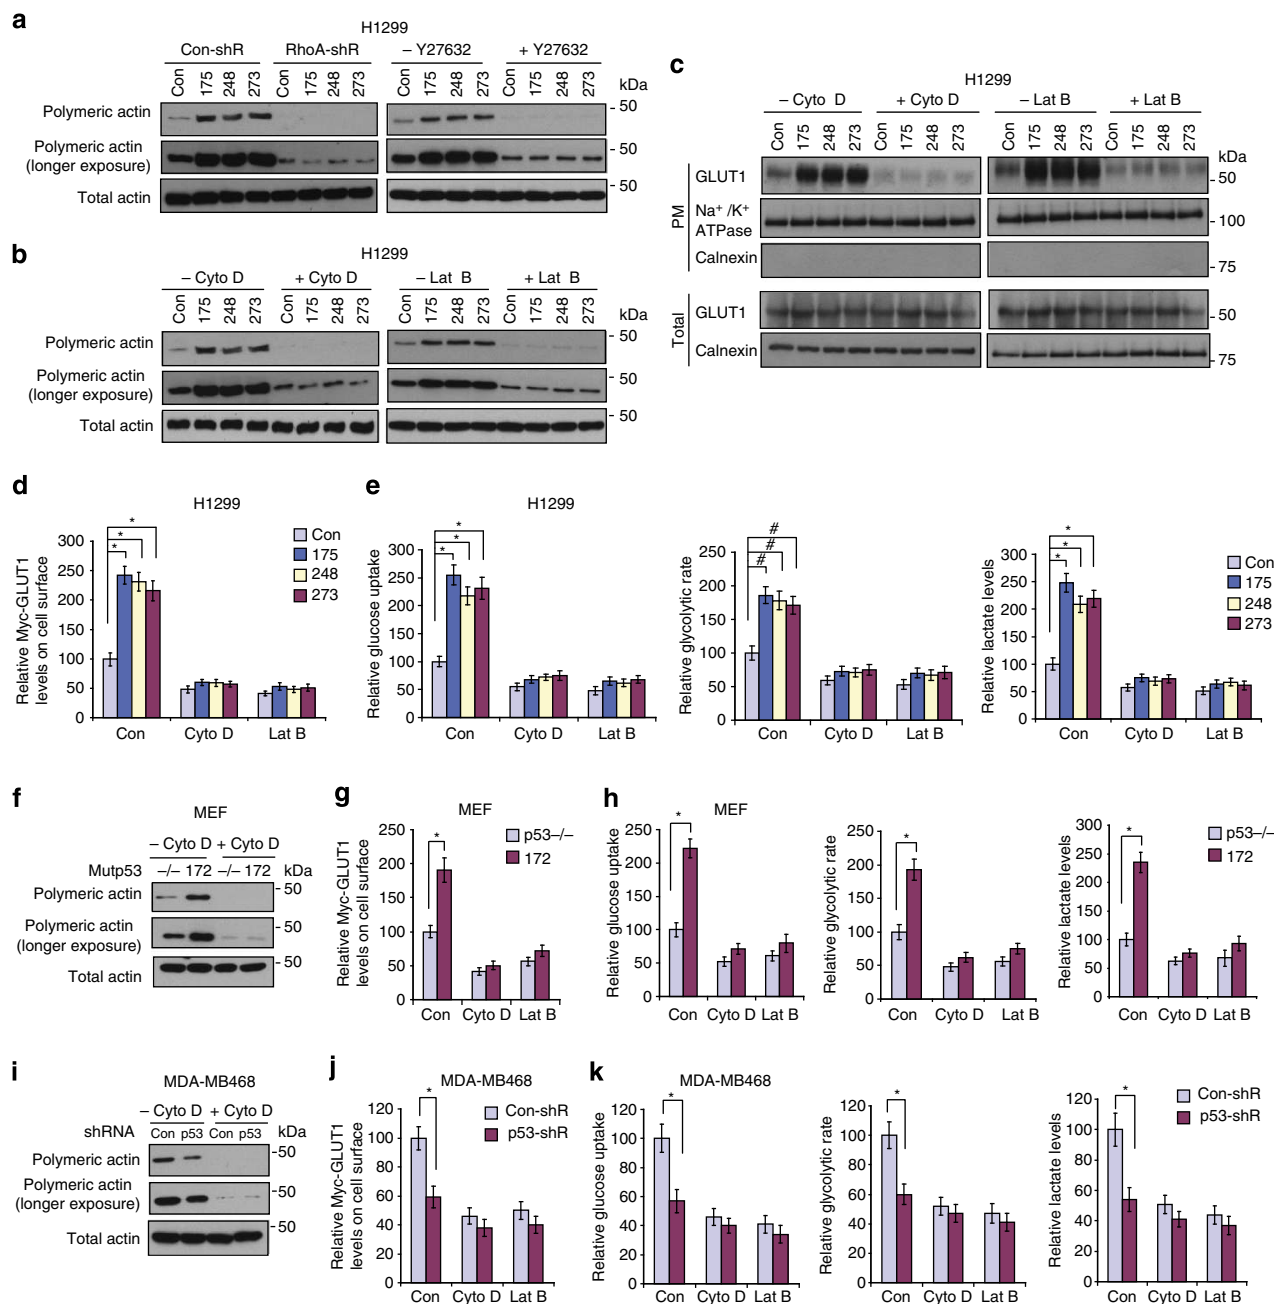 a
H1299
Con-shR RhoA-shR – Y27632 + Y27632
Con 175 248 273 Con 175 248 273 Con 175 248 273 Con 175 248 273 kDa
Polymeric actin
50
Polymeric actin
(longer exposure)
50
Total actin
50
b
H1299
– Cyto D + Cyto D – Lat B + Lat B
Con 175 248 273 Con 175 248 273 Con 175 248 273 Con 175 248 273 kDa
Polymeric actin
50
Polymeric actin
(longer exposure)
50
Total actin
50
c
H1299
– Cyto D + Cyto D – Lat B + Lat B
Con 175 248 273 Con 175 248 273 Con 175 248 273 Con 175 248 273
kDa
PM
GLUT1
50
Na⁺ /K⁺
ATPase
100
Calnexin
75
Total
GLUT1
50
Calnexin
75
d
H1299
Relative Myc-GLUT1
levels on cell surface
300
250
200
150
100
50
0
* * *
Con
175
248
273
Con Cyto D Lat B
e
H1299
Relative glucose uptake
300
250
200
150
100
50
0
* * *
Con Cyto D Lat B
Relative glycolytic rate
250
200
150
100
50
0
# # #
Con Cyto D Lat B
Relative lactate levels
300
250
200
150
100
50
0
* * *
Con
175
248
273
Con Cyto D Lat B
f
MEF
– Cyto D + Cyto D
Mutp53 –/– 172 –/– 172 kDa
Polymeric actin
50
Polymeric actin
(longer exposure)
50
Total actin
50
g
MEF
Relative Myc-GLUT1
levels on cell surface
250
200
150
100
50
0
*
p53–/–
172
Con Cyto D Lat B
h
MEF
Relative glucose uptake
250
200
150
100
50
0
*
Con Cyto D Lat B
Relative glycolytic rate
250
200
150
100
50
0
*
Con Cyto D Lat B
Relative lactate levels
300
250
200
150
100
50
0
*
p53–/–
172
Con Cyto D Lat B
i
MDA-MB468
– Cyto D + Cyto D
shRNA Con p53 Con p53 kDa
Polymeric actin
50
Polymeric actin
(longer exposure)
50
Total actin
50
j
MDA-MB468
Relative Myc-GLUT1
levels on cell surface
120
100
80
60
40
20
0
*
Con-shR
p53-shR
Con Cyto D Lat B
k
MDA-MB468
Relative glucose uptake
120
100
80
60
40
20
0
*
Con Cyto D Lat B
Relative glycolytic rate
120
100
80
60
40
20
0
*
Con Cyto D Lat B
Relative lactate levels
120
100
80
60
40
20
0
*
Con-shR
p53-shR
Con Cyto D Lat B